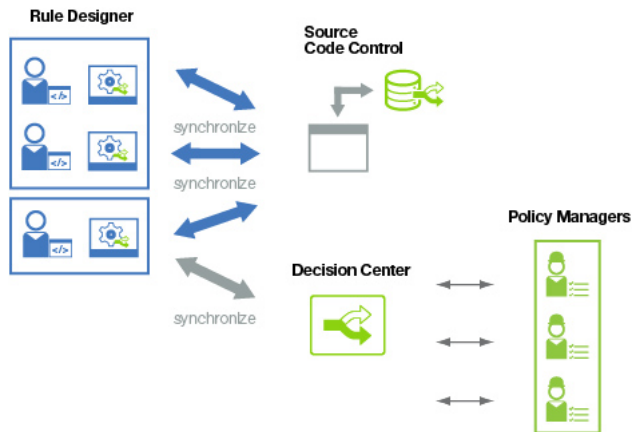 Rule Designer
Source
Code Control
</>
</>
</>
synchronize
synchronize
synchronize
Policy Managers
Decision Center